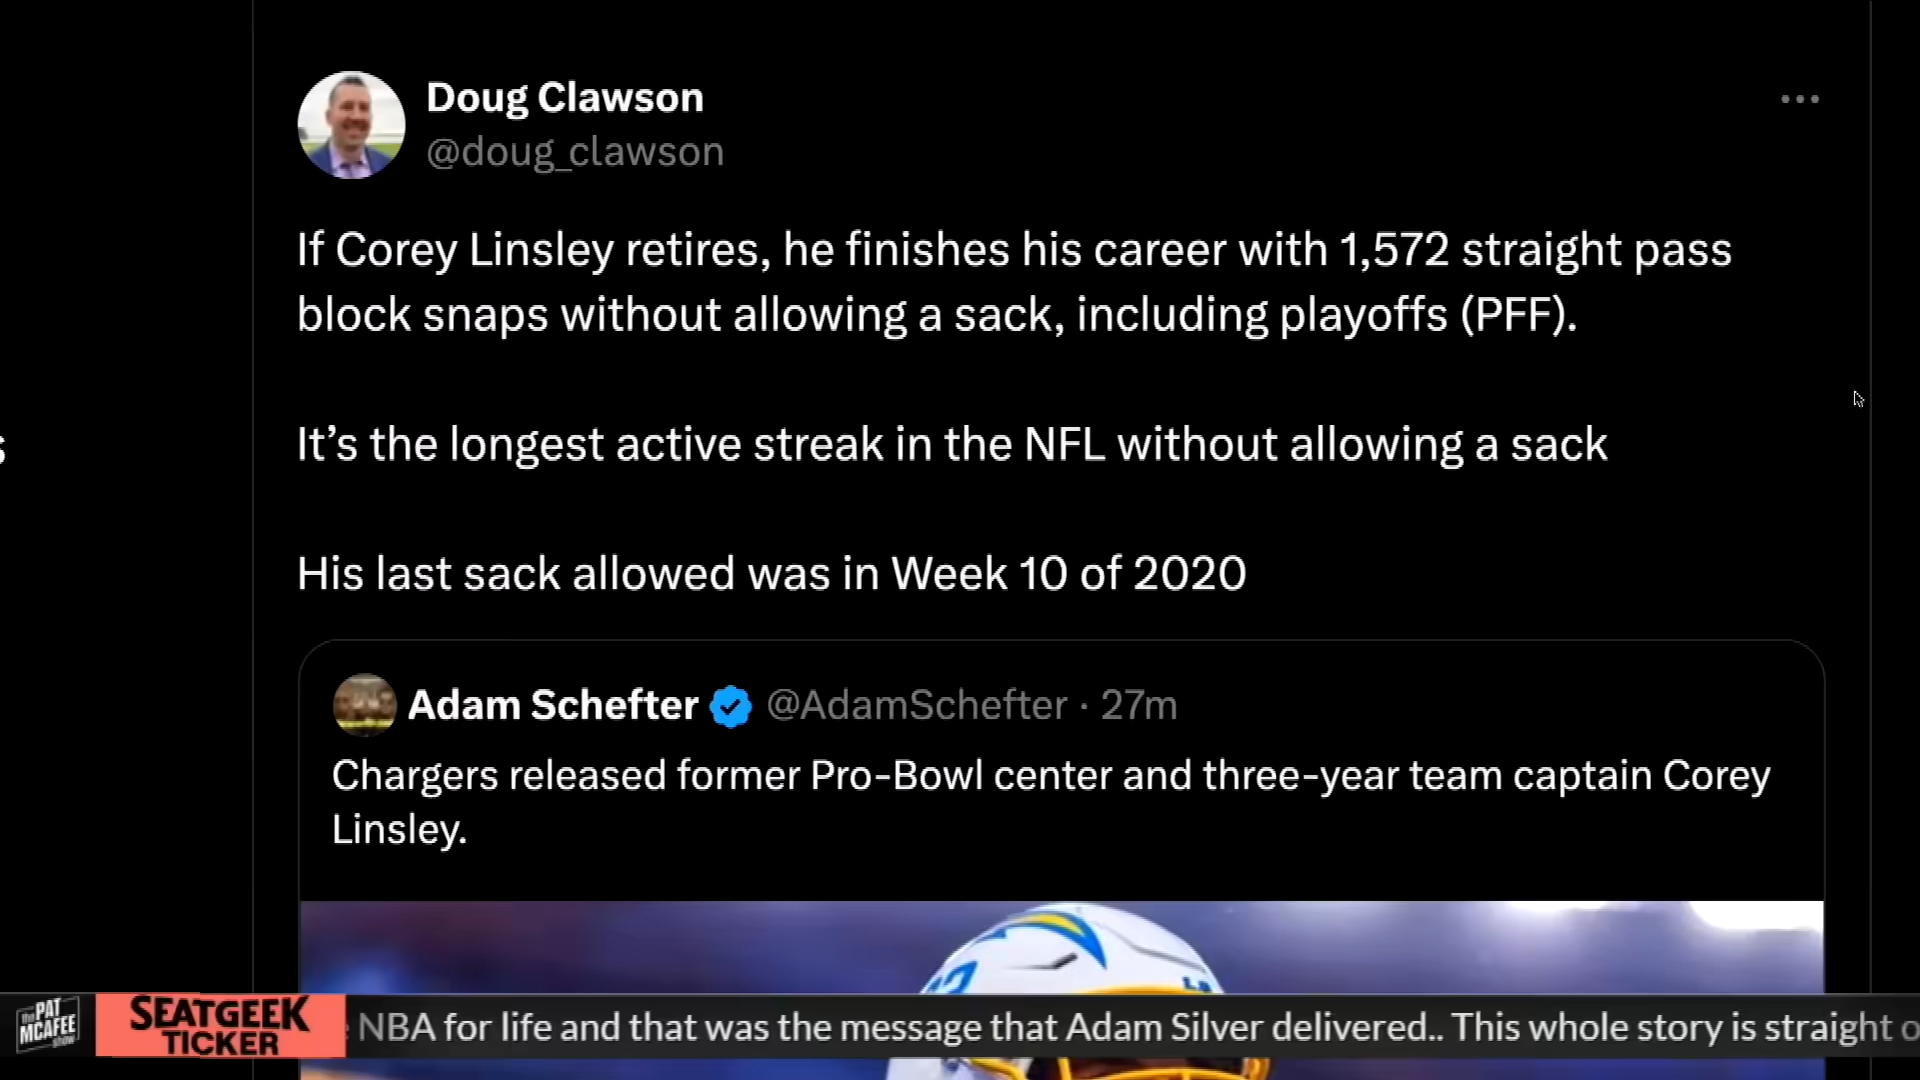 Doug Clawson
@doug_clawson
If Corey Linsley retires, he finishes his career with 1,572 straight pass
block snaps without allowing a sack, including playoffs (PFF).
It’s the longest active streak in the NFL without allowing a sack
His last sack allowed was in Week 10 of 2020
Adam Schefter @AdamSchefter · 27m
Chargers released former Pro-Bowl center and three-year team captain Corey
Linsley.
the PAT MCAFEE show
SEATGEEK
TICKER
NBA for life and that was the message that Adam Silver delivered.. This whole story is straight